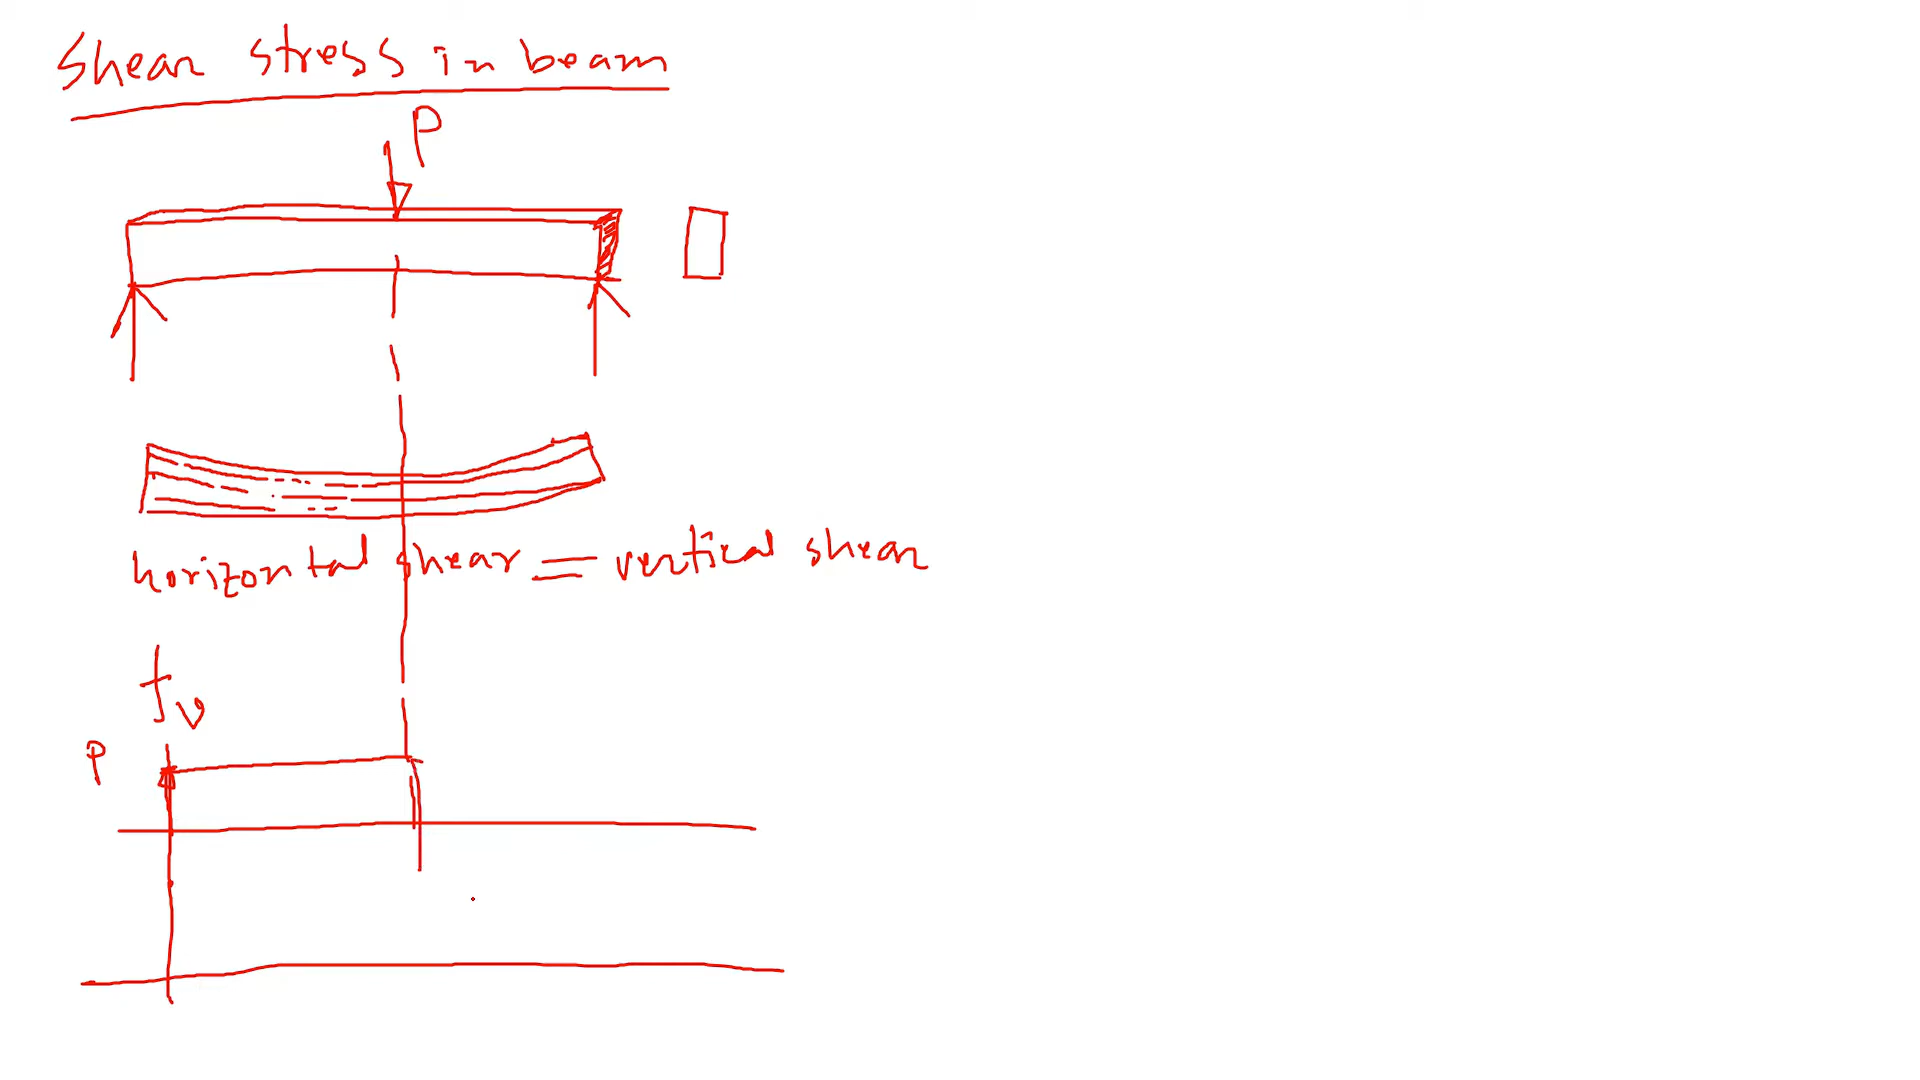 Shear stress in beam
P
horizontal shear = vertical shear
fv
P